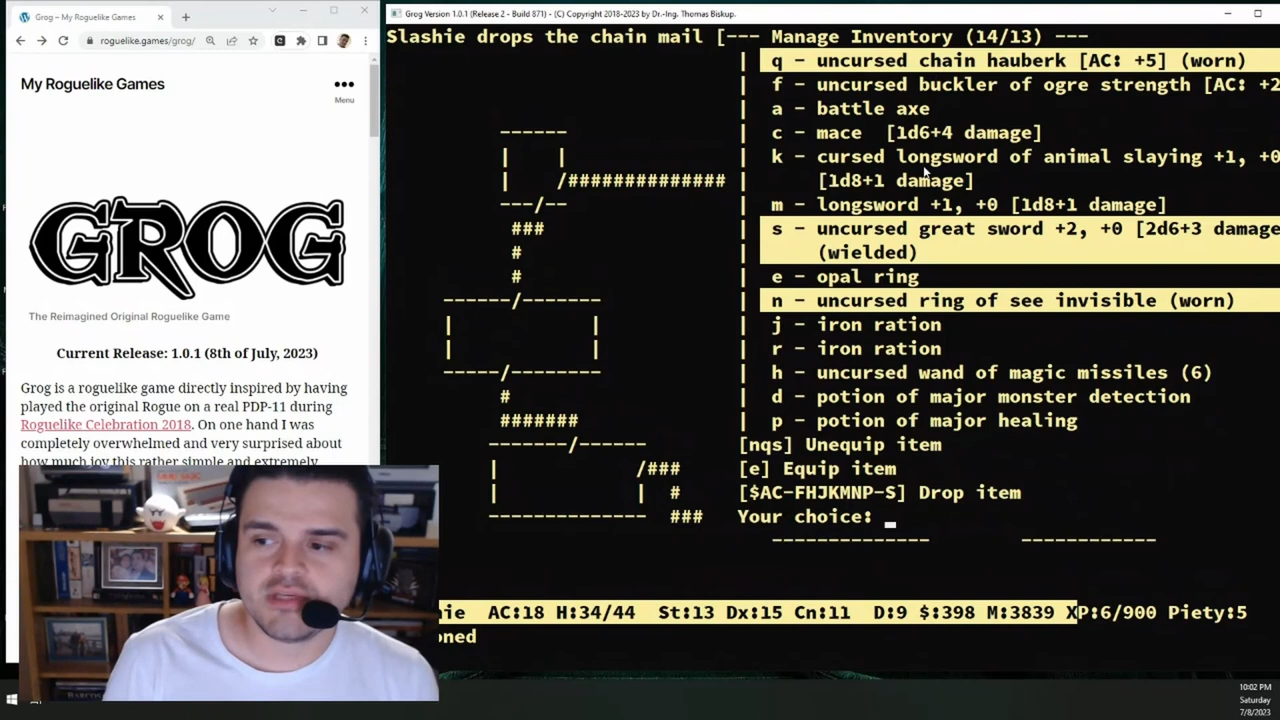 Grog – My Roguelike Games
roguelike.games/grog/
My Roguelike Games
Menu
GROG
The Reimagined Original Roguelike Game
Current Release: 1.0.1 (8th of July, 2023)
Grog is a roguelike game directly inspired by having
played the original Rogue on a real PDP-11 during
Roguelike Celebration 2018. On one hand I was
completely overwhelmed and very surprised about
how much joy this rather simple and extremely
Grog Version 1.0.1 (Release 2 - Build 871) - (C) Copyright 2018-2023 by Dr.-Ing. Thomas Biskup.
Slashie drops the chain mail [--- Manage Inventory (14/13) ---
q - uncursed chain hauberk [AC: +5] (worn)
f - uncursed buckler of ogre strength [AC: +2
a - battle axe
c - mace  [1d6+4 damage]
k - cursed longsword of animal slaying +1, +0
[1d8+1 damage]
m - longsword +1, +0 [1d8+1 damage]
s - uncursed great sword +2, +0 [2d6+3 damage
(wielded)
e - opal ring
n - uncursed ring of see invisible (worn)
j - iron ration
r - iron ration
h - uncursed wand of magic missiles (6)
d - potion of major monster detection
p - potion of major healing
[nqs] Unequip item
[e] Equip item
[$AC-FHJKMNP-S] Drop item
Your choice:
hie  AC:18 H:34/44  St:13 Dx:15 Cn:11  D:9 $:398 M:3839 XP:6/900 Piety:5
oned
10:02 PM
Saturday
7/8/2023